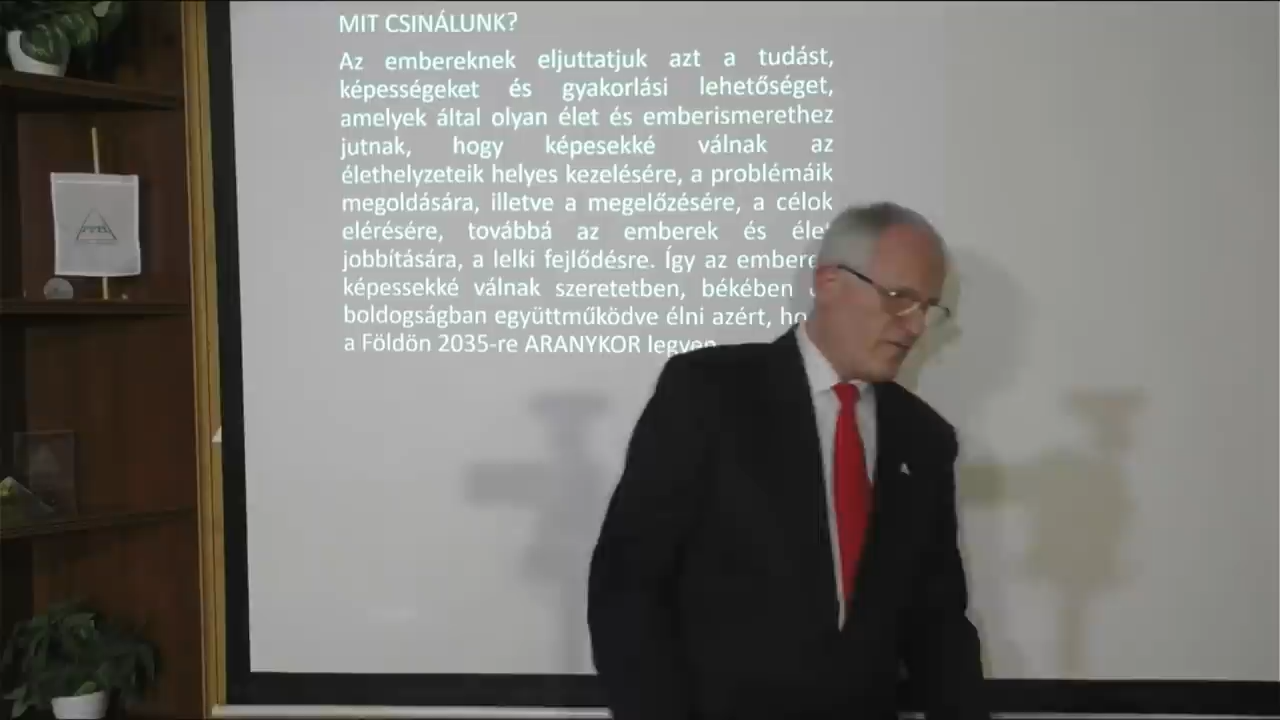 MIT CSINÁLUNK?
Az embereknek eljuttatjuk azt a tudást,
képességeket és gyakorlási lehetőséget,
amelyek által olyan élet és emberismerethez
jutnak, hogy képesekké válnak az
élethelyzeteik helyes kezelésére, a problémáik
megoldására, illetve a megelőzésére, a célok
elérésére, továbbá az emberek és
jobbítására, a lelki fejlődésre. Így az
képessekké válnak szeretetben, békében
boldogságban együttműködve élni azért,
a Földön 2035-re ARANYKOR legyen